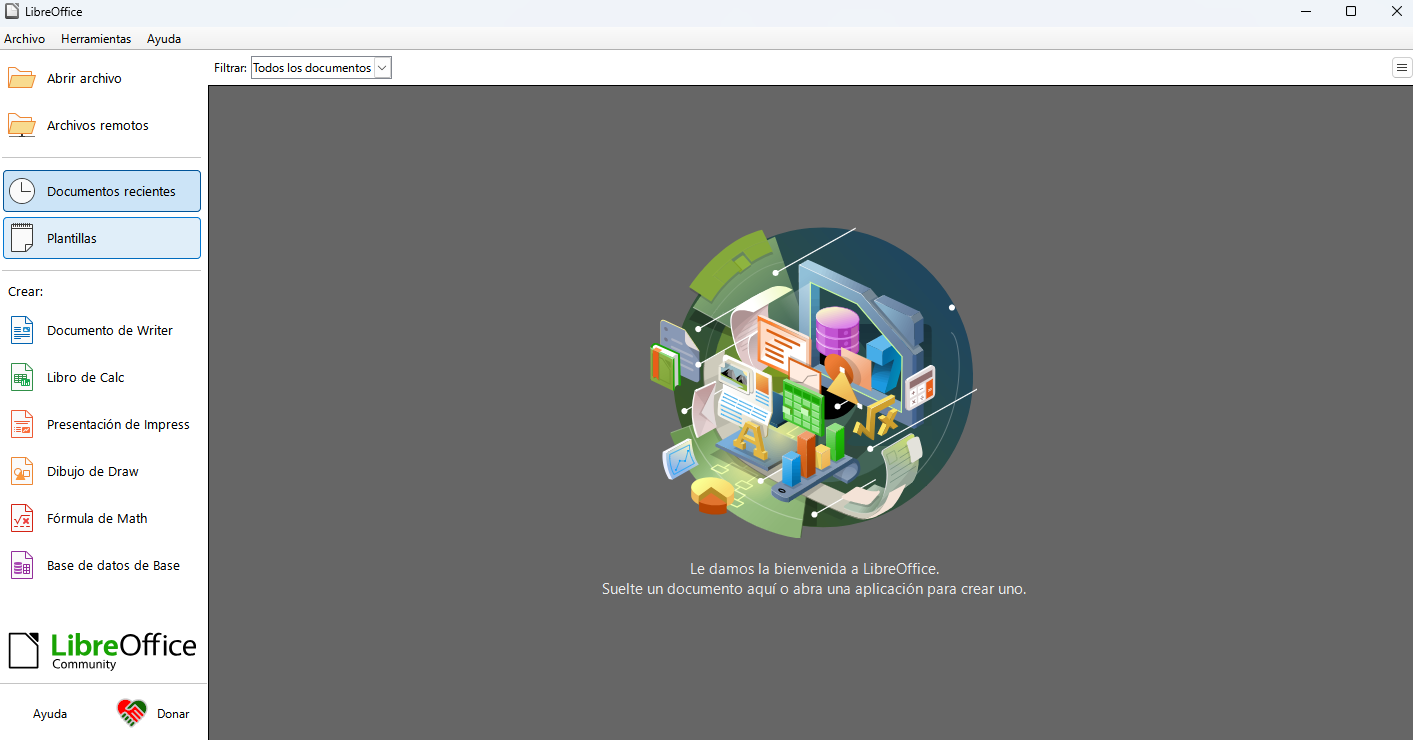 LibreOffice
Archivo Herramientas Ayuda
Abrir archivo
Archivos remotos
Documentos recientes
Plantillas
Crear:
Documento de Writer
Libro de Calc
Presentación de Impress
Dibujo de Draw
Fórmula de Math
Base de datos de Base
LibreOffice
Community
Ayuda Donar
Filtrar: Todos los documentos
Le damos la bienvenida a LibreOffice.
Suelte un documento aquí o abra una aplicación para crear uno.